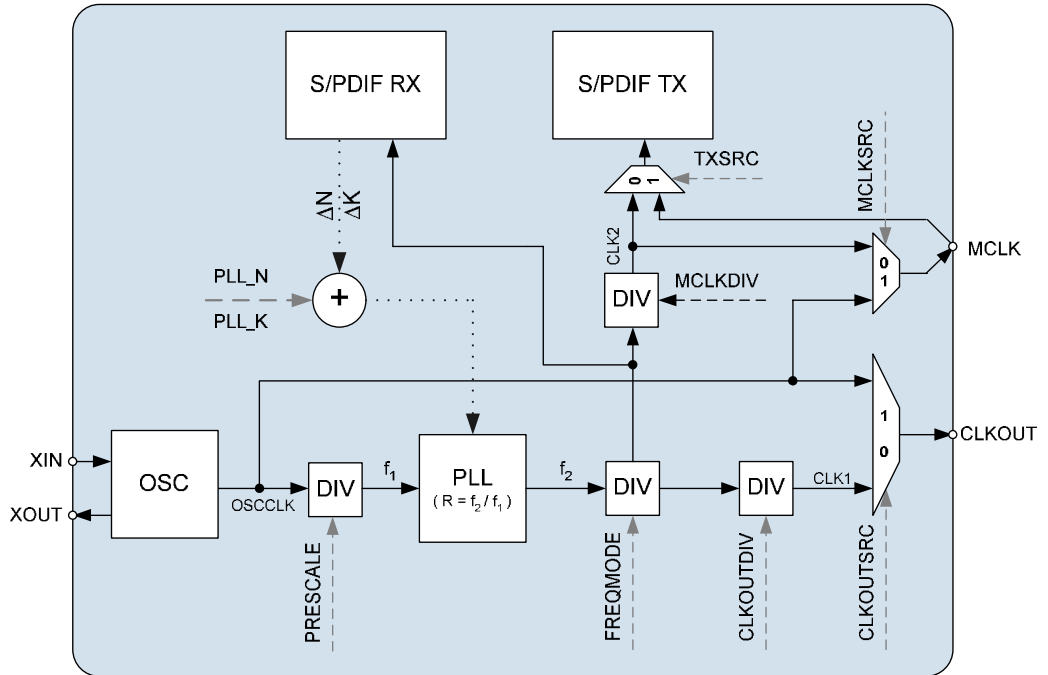 S/PDIF RX
S/PDIF TX
TXSRC
MCLKSRC
0
1
ΔN
ΔK
CLK2
MCLK
PLL_N
PLL_K
+
DIV
MCLKDIV
0
1
XIN
XOUT
OSC
OSCCLK
DIV
f1
PLL
( R = f2 / f1 )
f2
DIV
DIV
CLK1
1
0
CLKOUT
PRESCALE
FREQMODE
CLKOUTDIV
CLKOUTSRC